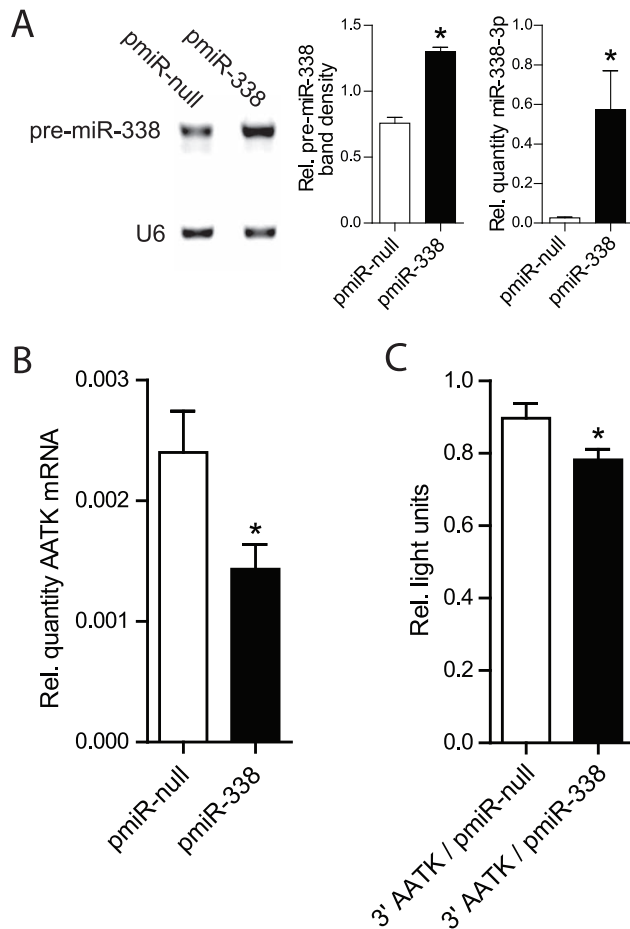 A
pmiR-null
pmiR-338
pre-miR-338
U6
Rel. pre-miR-338
band density
1.5
1.0
0.5
0.0
*
pmiR-null
pmiR-338
Rel. quantity miR-338-3p
1.0
0.8
0.6
0.4
0.2
0.0
*
pmiR-null
pmiR-338
B
Rel. quantity AATK mRNA
0.003
0.002
0.001
0.000
*
pmiR-null
pmiR-338
C
Rel. light units
1.0
0.8
0.6
0.4
0.2
0.0
*
3' AATK / pmiR-null
3' AATK / pmiR-338